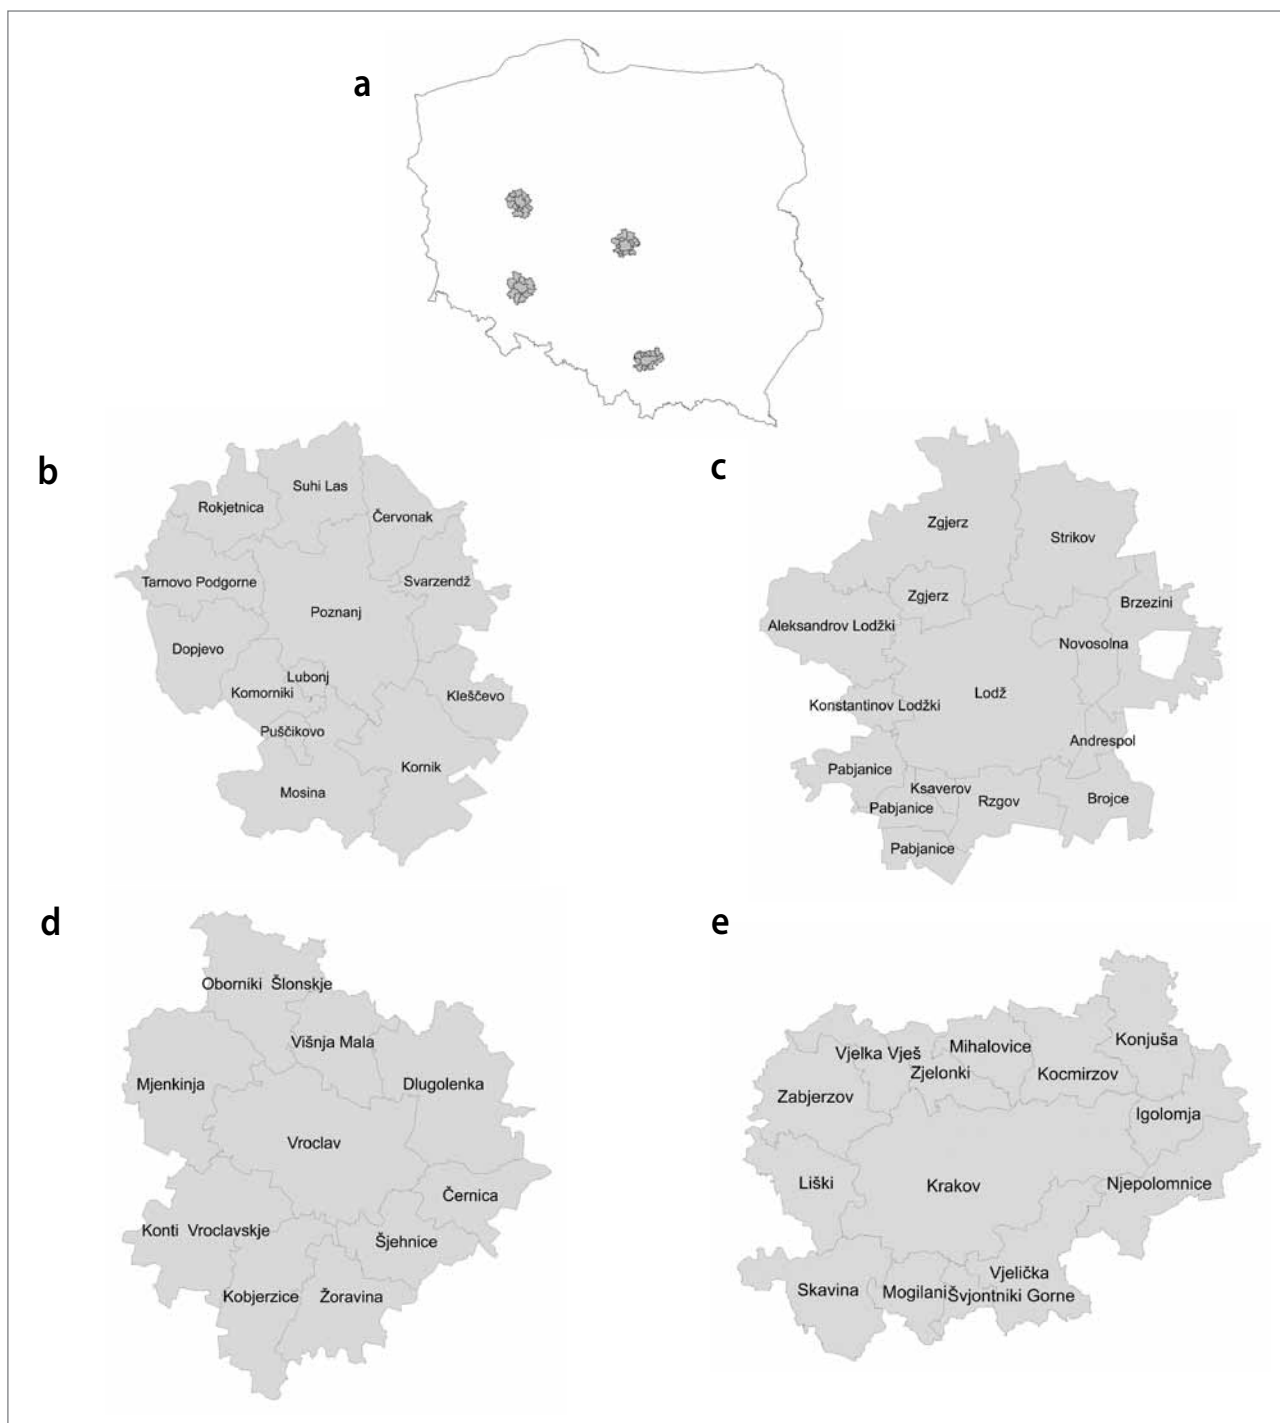 a
b
Suhi Las
Rokjetnica
Červonak
Tarnovo Podgorne
Svarzendž
Poznanj
Dopjevo
Lubonj
Komorniki
Kleščevo
Puščikovo
Kornik
Mosina
c
Zgjerz
Strikov
Zgjerz
Brzezini
Aleksandrov Lodžki
Novosolna
Lodž
Konstantinov Lodžki
Andrespol
Pabjanice
Ksaverov
Pabjanice
Rzgov
Brojce
Pabjanice
d
Oborniki Šlonskje
Višnja Mala
Mjenkinja
Dlugolenka
Vroclav
Černica
Konti Vroclavskje
Šjehnice
Kobjerzice
Žoravina
e
Konjuša
Mihalovice
Vjelka Vješ
Zjelonki
Kocmirzov
Zabjerzov
Igolomja
Liški
Krakov
Njepolomnice
Vjelička
Skavina
Mogilani
Švjontniki Gorne